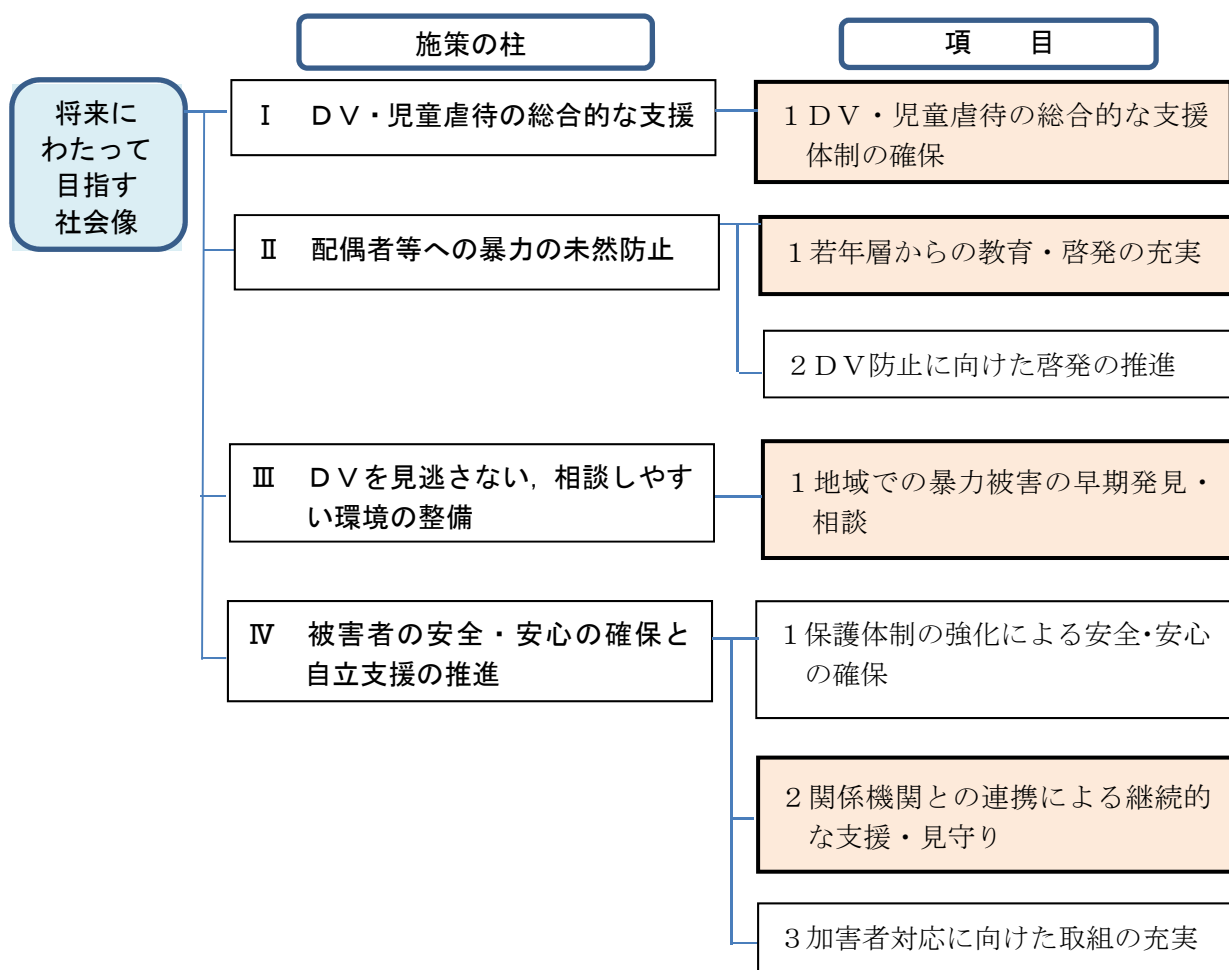 施策の柱
項　　目
将来に
わたって
目指す
社会像
Ⅰ　ＤＶ・児童虐待の総合的な支援
１ＤＶ・児童虐待の総合的な支援
体制の確保
Ⅱ　配偶者等への暴力の未然防止
１若年層からの教育・啓発の充実
２ＤＶ防止に向けた啓発の推進
Ⅲ　ＤＶを見逃さない，相談しやす
い環境の整備
１地域での暴力被害の早期発見・
相談
Ⅳ　被害者の安全・安心の確保と
自立支援の推進
１保護体制の強化による安全・安心
の確保
２関係機関との連携による継続的
な支援・見守り
３加害者対応に向けた取組の充実